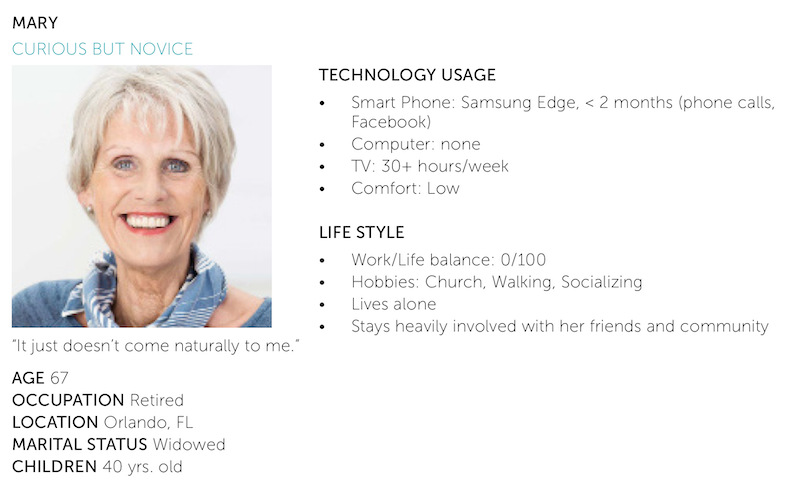 MARY
CURIOUS BUT NOVICE
TECHNOLOGY USAGE
• Smart Phone: Samsung Edge, < 2 months (phone calls,
Facebook)
• Computer: none
• TV: 30+ hours/week
• Comfort: Low
LIFE STYLE
• Work/Life balance: 0/100
• Hobbies: Church, Walking, Socializing
• Lives alone
• Stays heavily involved with her friends and community
“It just doesn’t come naturally to me.”
AGE 67
OCCUPATION Retired
LOCATION Orlando, FL
MARITAL STATUS Widowed
CHILDREN 40 yrs. old